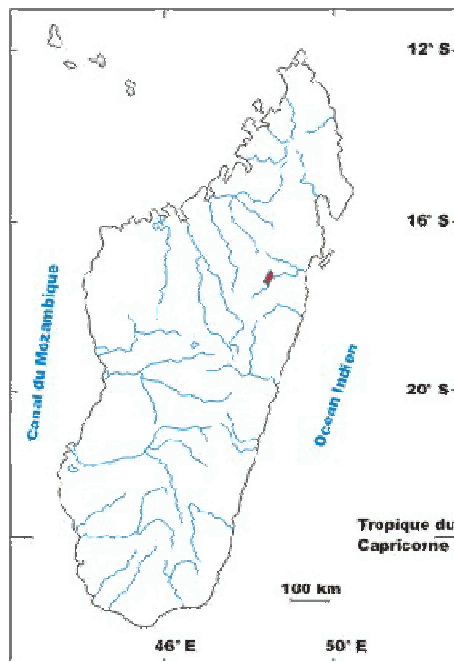 12° S
16° S
Canal du Mozambique
20° S
Ocean Indien
Tropique du
Capricorne
100 km
46° E
50° E